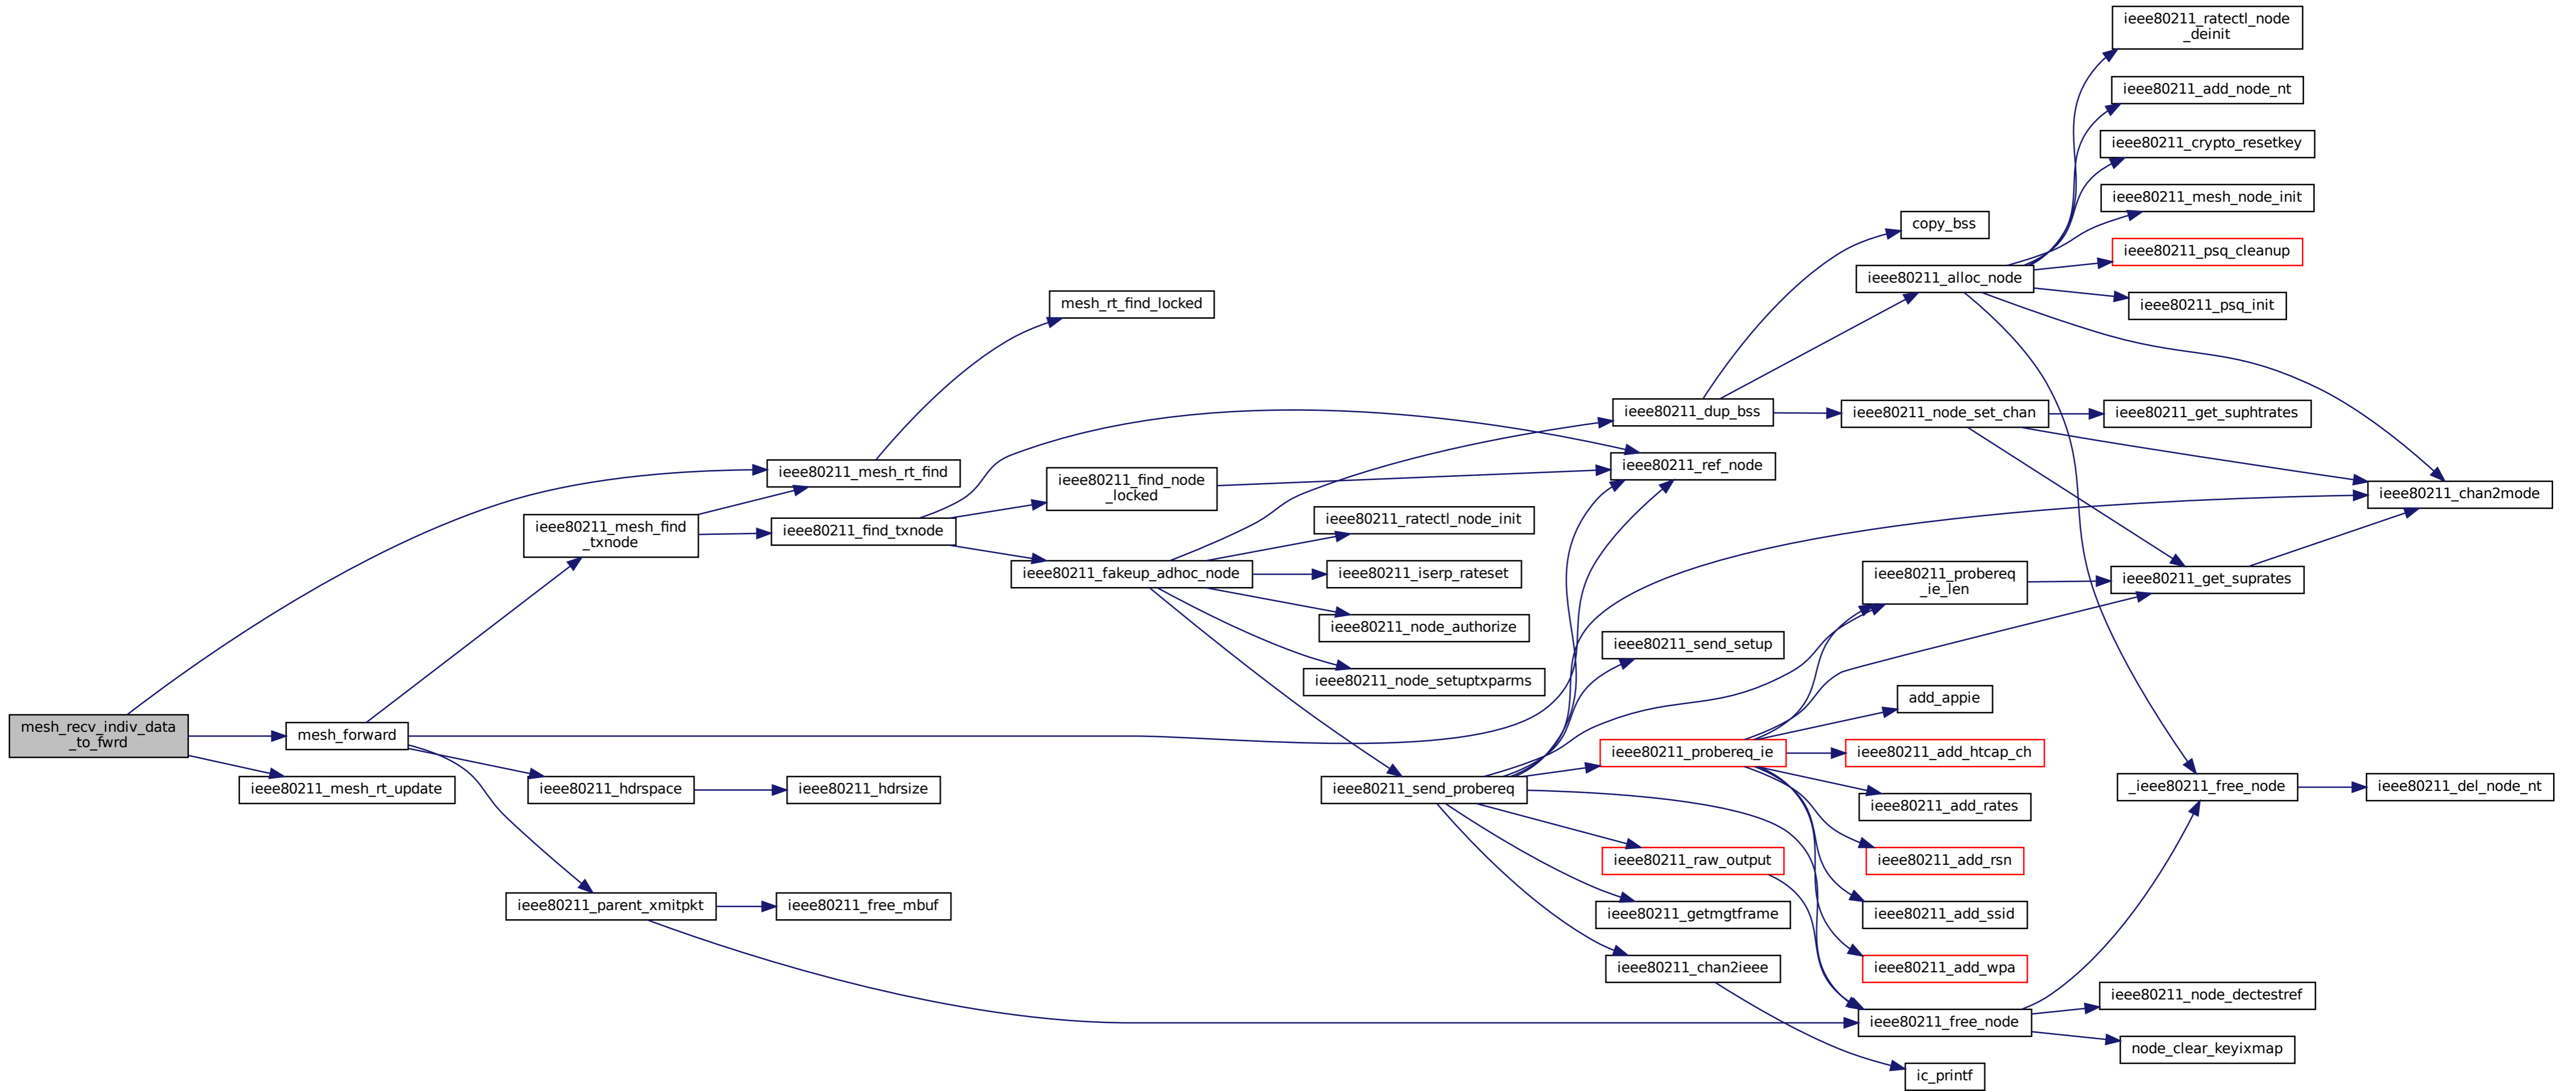 mesh_recv_indiv_data
_to_fwrd
mesh_forward
ieee80211_mesh_rt_update
ieee80211_mesh_find
_txnode
ieee80211_hdrspace
ieee80211_parent_xmitpkt
ieee80211_mesh_rt_find
ieee80211_find_txnode
ieee80211_hdrsize
ieee80211_free_mbuf
mesh_rt_find_locked
ieee80211_find_node
_locked
ieee80211_fakeup_adhoc_node
ieee80211_ratectl_node_init
ieee80211_iserp_rateset
ieee80211_node_authorize
ieee80211_node_setuptxparms
ieee80211_send_probereq
ieee80211_dup_bss
ieee80211_ref_node
ieee80211_send_setup
ieee80211_probereq_ie
ieee80211_raw_output
ieee80211_getmgtframe
ieee80211_chan2ieee
copy_bss
ieee80211_alloc_node
ieee80211_node_set_chan
ieee80211_probereq
_ie_len
add_appie
ieee80211_add_htcap_ch
ieee80211_add_rates
ieee80211_add_rsn
ieee80211_add_ssid
ieee80211_add_wpa
ieee80211_free_node
ic_printf
ieee80211_ratectl_node
_deinit
ieee80211_add_node_nt
ieee80211_crypto_resetkey
ieee80211_mesh_node_init
ieee80211_psq_cleanup
ieee80211_psq_init
ieee80211_get_suphtrates
ieee80211_get_suprates
_ieee80211_free_node
ieee80211_node_dectestref
node_clear_keyixmap
ieee80211_chan2mode
ieee80211_del_node_nt